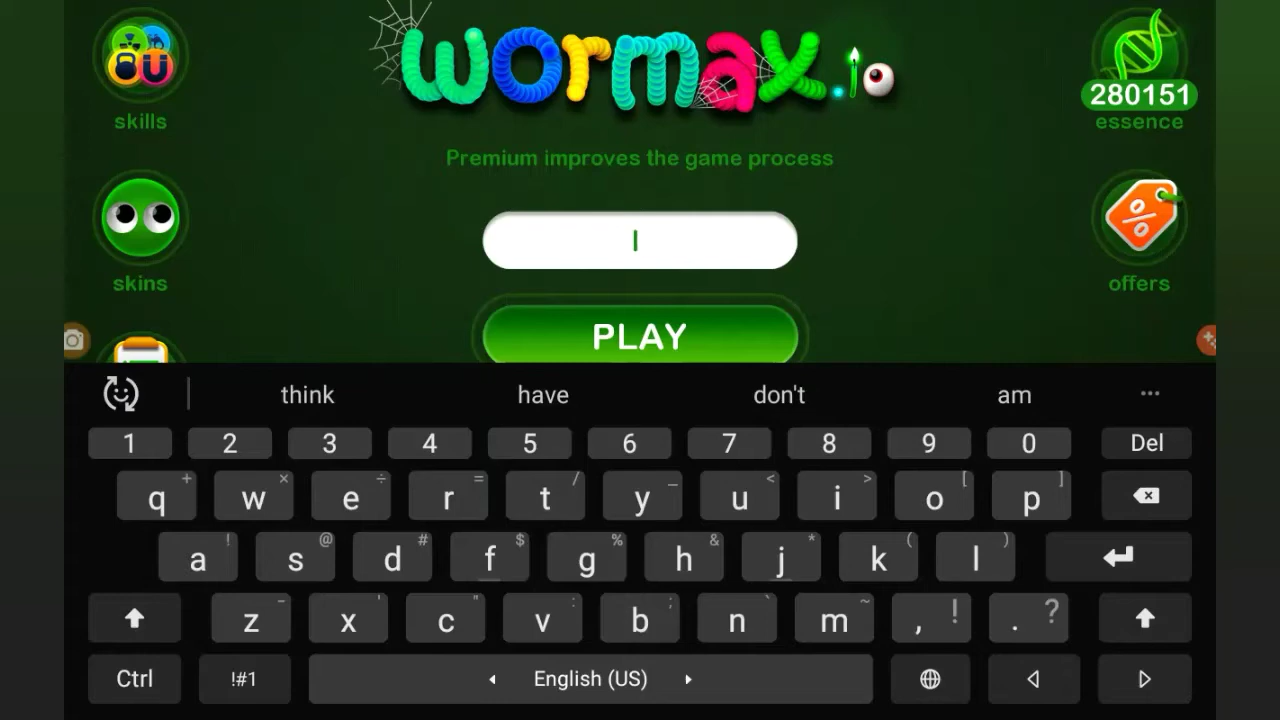 wormax.io
skills
280151
essence
Premium improves the game process
I
skins
offers
PLAY
think have don't am ...
1 2 3 4 5 6 7 8 9 0 Del
q + w × e ÷ r = t / y _ u < i > o [ p ]
a ! s @ d # f $ g % h & j * k ( l )
z - x ' c " v : b ; n ` m ~ , ! . ?
Ctrl !#1 English (US)